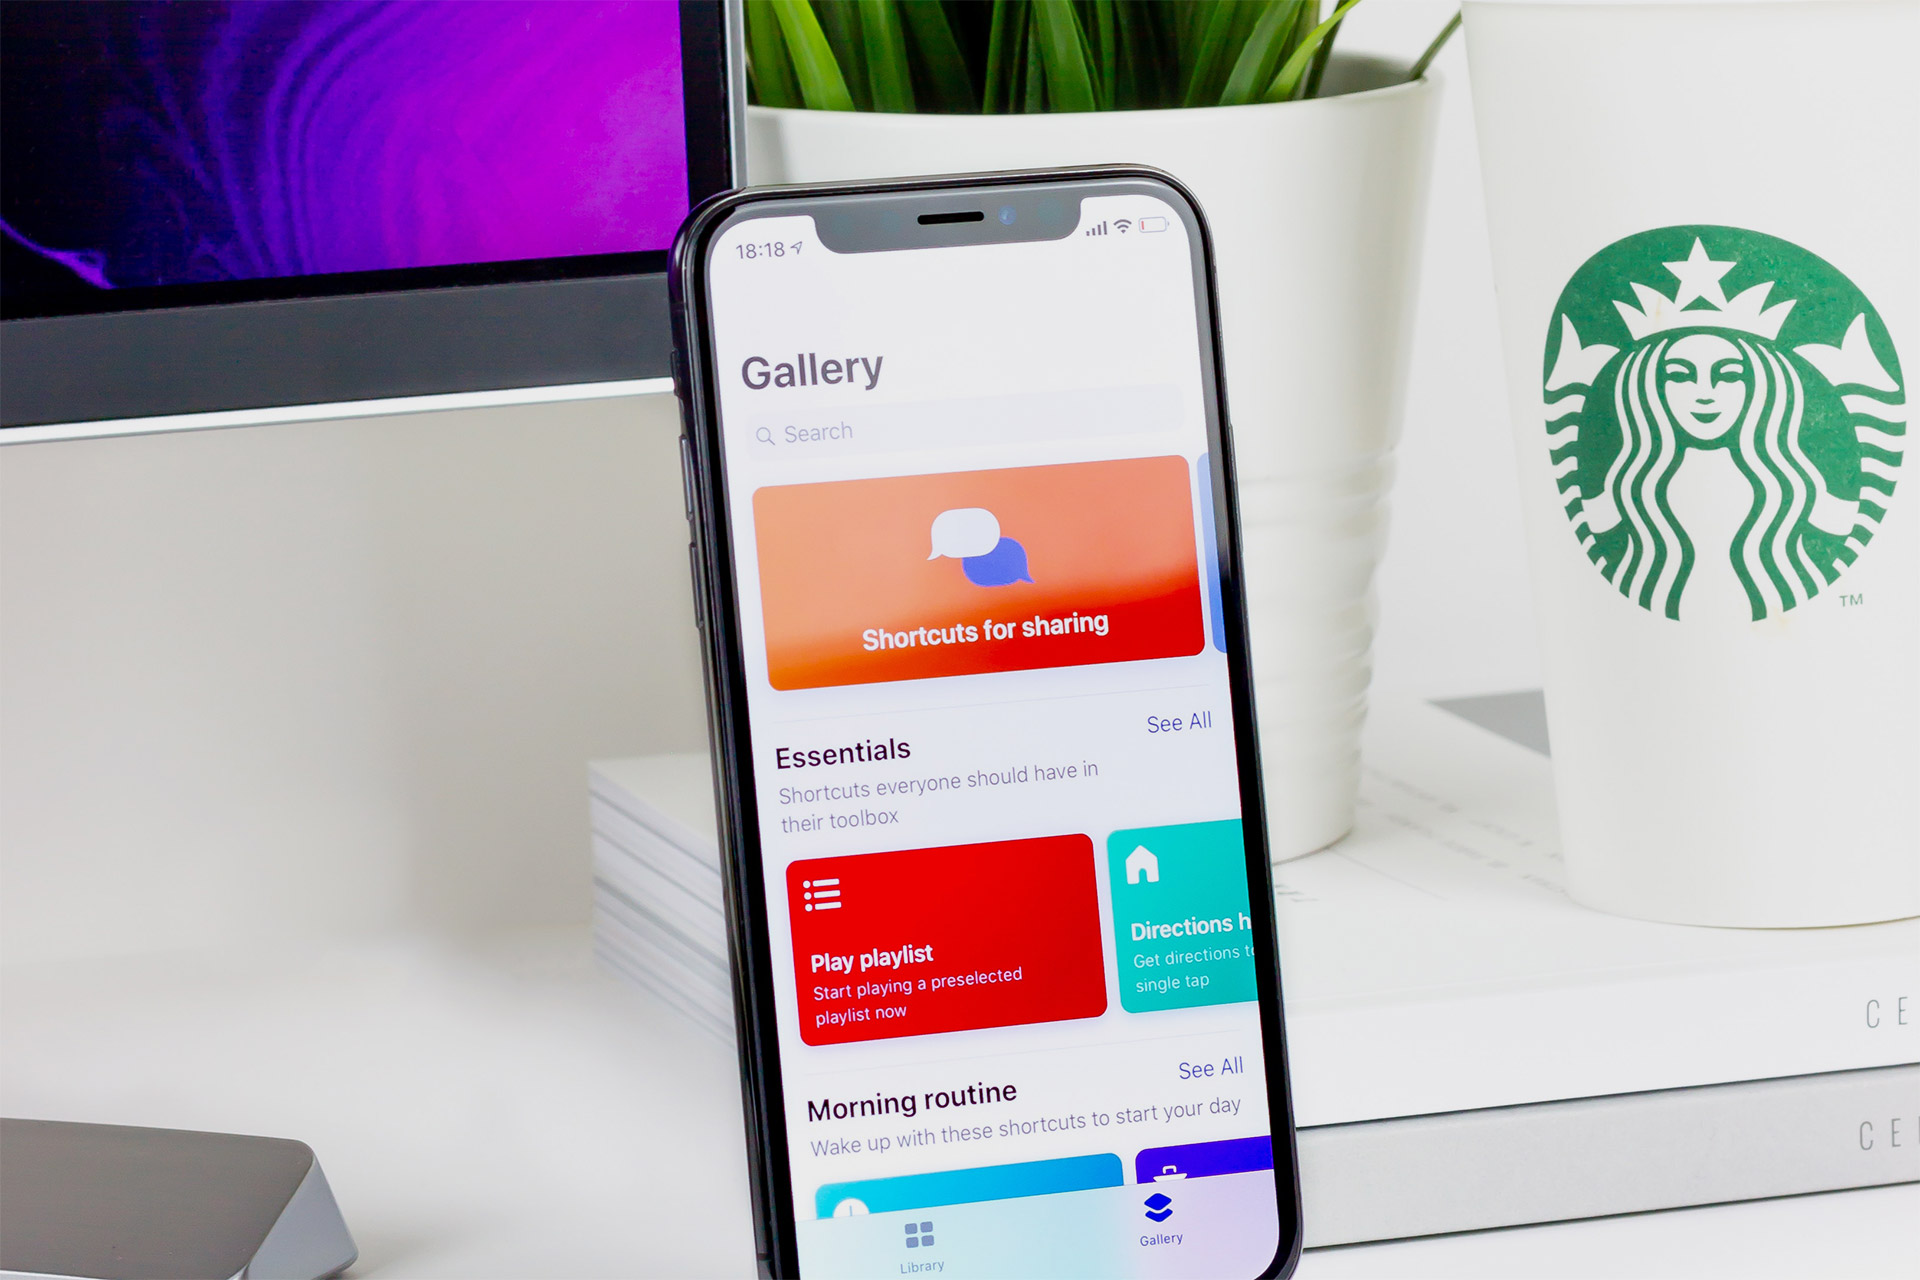 18:18
Gallery
Search
Shortcuts for sharing
Essentials
See All
Shortcuts everyone should have in
their toolbox
Play playlist
Start playing a preselected
playlist now
Directions h
Get directions t
single tap
Morning routine
See All
Wake up with these shortcuts to start your day
Library
Gallery
TM
CE
CE